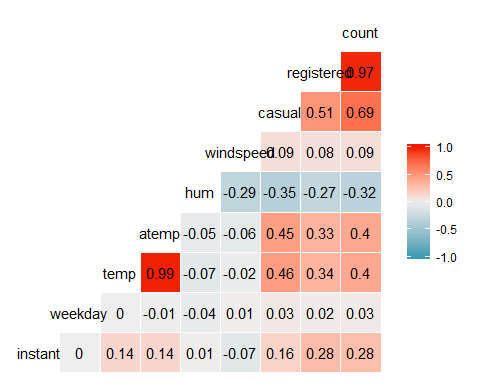 count
registered 0.97
casual 0.51 0.69
windspeed 0.09 0.08 0.09
hum -0.29 -0.35 -0.27 -0.32
atemp -0.05 -0.06 0.45 0.33 0.4
temp 0.99 -0.07 -0.02 0.46 0.34 0.4
weekday 0 -0.01 -0.04 0.01 0.03 0.02 0.03
instant 0 0.14 0.14 0.01 -0.07 0.16 0.28 0.28
1.0
0.5
0.0
-0.5
-1.0